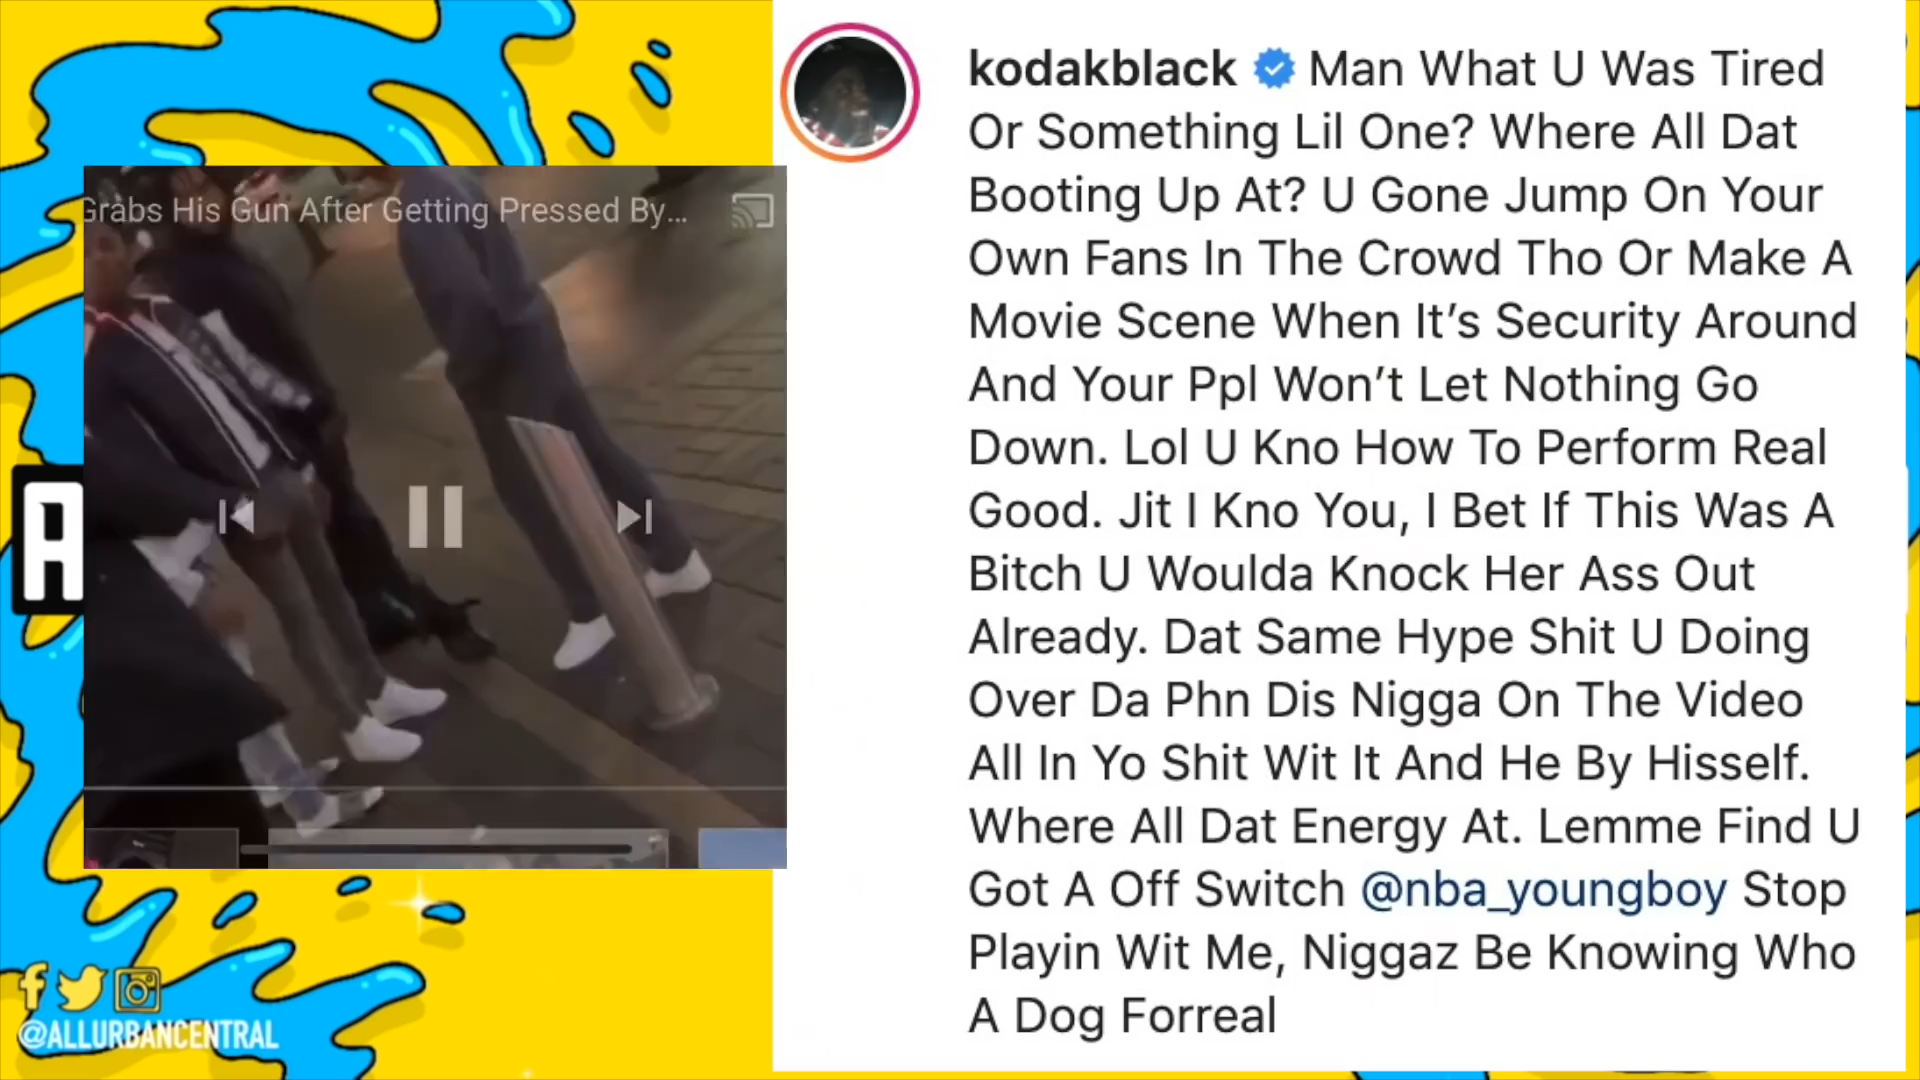 Grabs His Gun After Getting Pressed By...
kodakblack Man What U Was Tired
Or Something Lil One? Where All Dat
Booting Up At? U Gone Jump On Your
Own Fans In The Crowd Tho Or Make A
Movie Scene When It’s Security Around
And Your Ppl Won’t Let Nothing Go
Down. Lol U Kno How To Perform Real
Good. Jit I Kno You, I Bet If This Was A
Bitch U Woulda Knock Her Ass Out
Already. Dat Same Hype Shit U Doing
Over Da Phn Dis Nigga On The Video
All In Yo Shit Wit It And He By Hisself.
Where All Dat Energy At. Lemme Find U
Got A Off Switch @nba_youngboy Stop
Playin Wit Me, Niggaz Be Knowing Who
A Dog Forreal
A
@ALLURBANCENTRAL